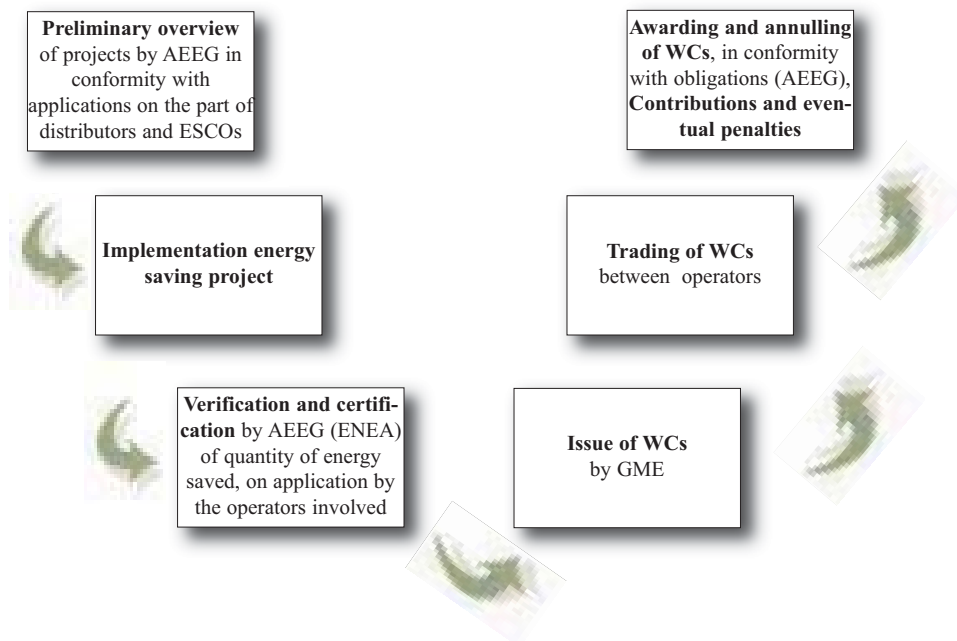 Preliminary overview
of projects by AEEG in
conformity with
applications on the part of
distributors and ESCOs
Awarding and annulling
of WCs, in conformity
with obligations (AEEG),
Contributions and even-
tual penalties
Implementation energy
saving project
Trading of WCs
between operators
Verification and certifi-
cation by AEEG (ENEA)
of quantity of energy
saved, on application by
the operators involved
Issue of WCs
by GME